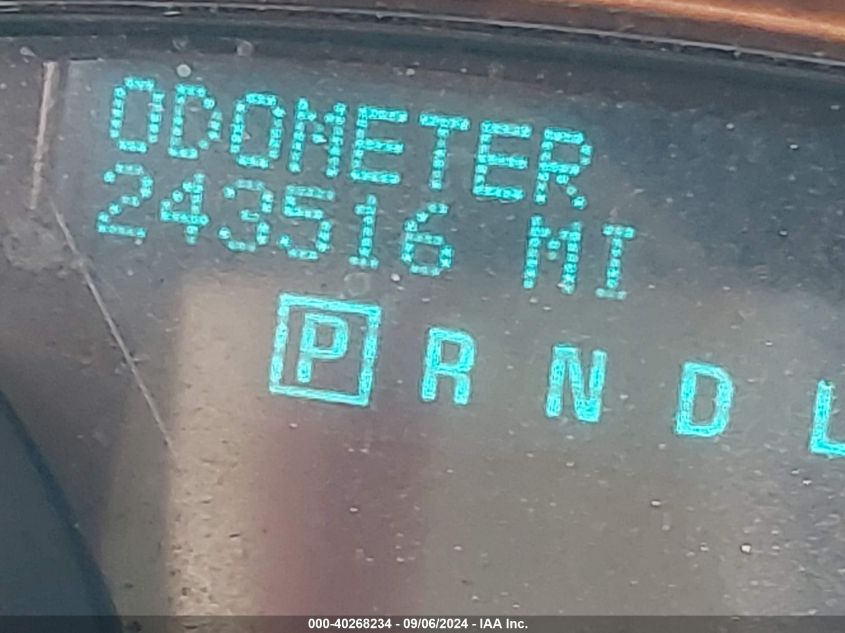 ODOMETER
243516 MI
P R N D L
000-40268234 - 09/06/2024 - IAA Inc.